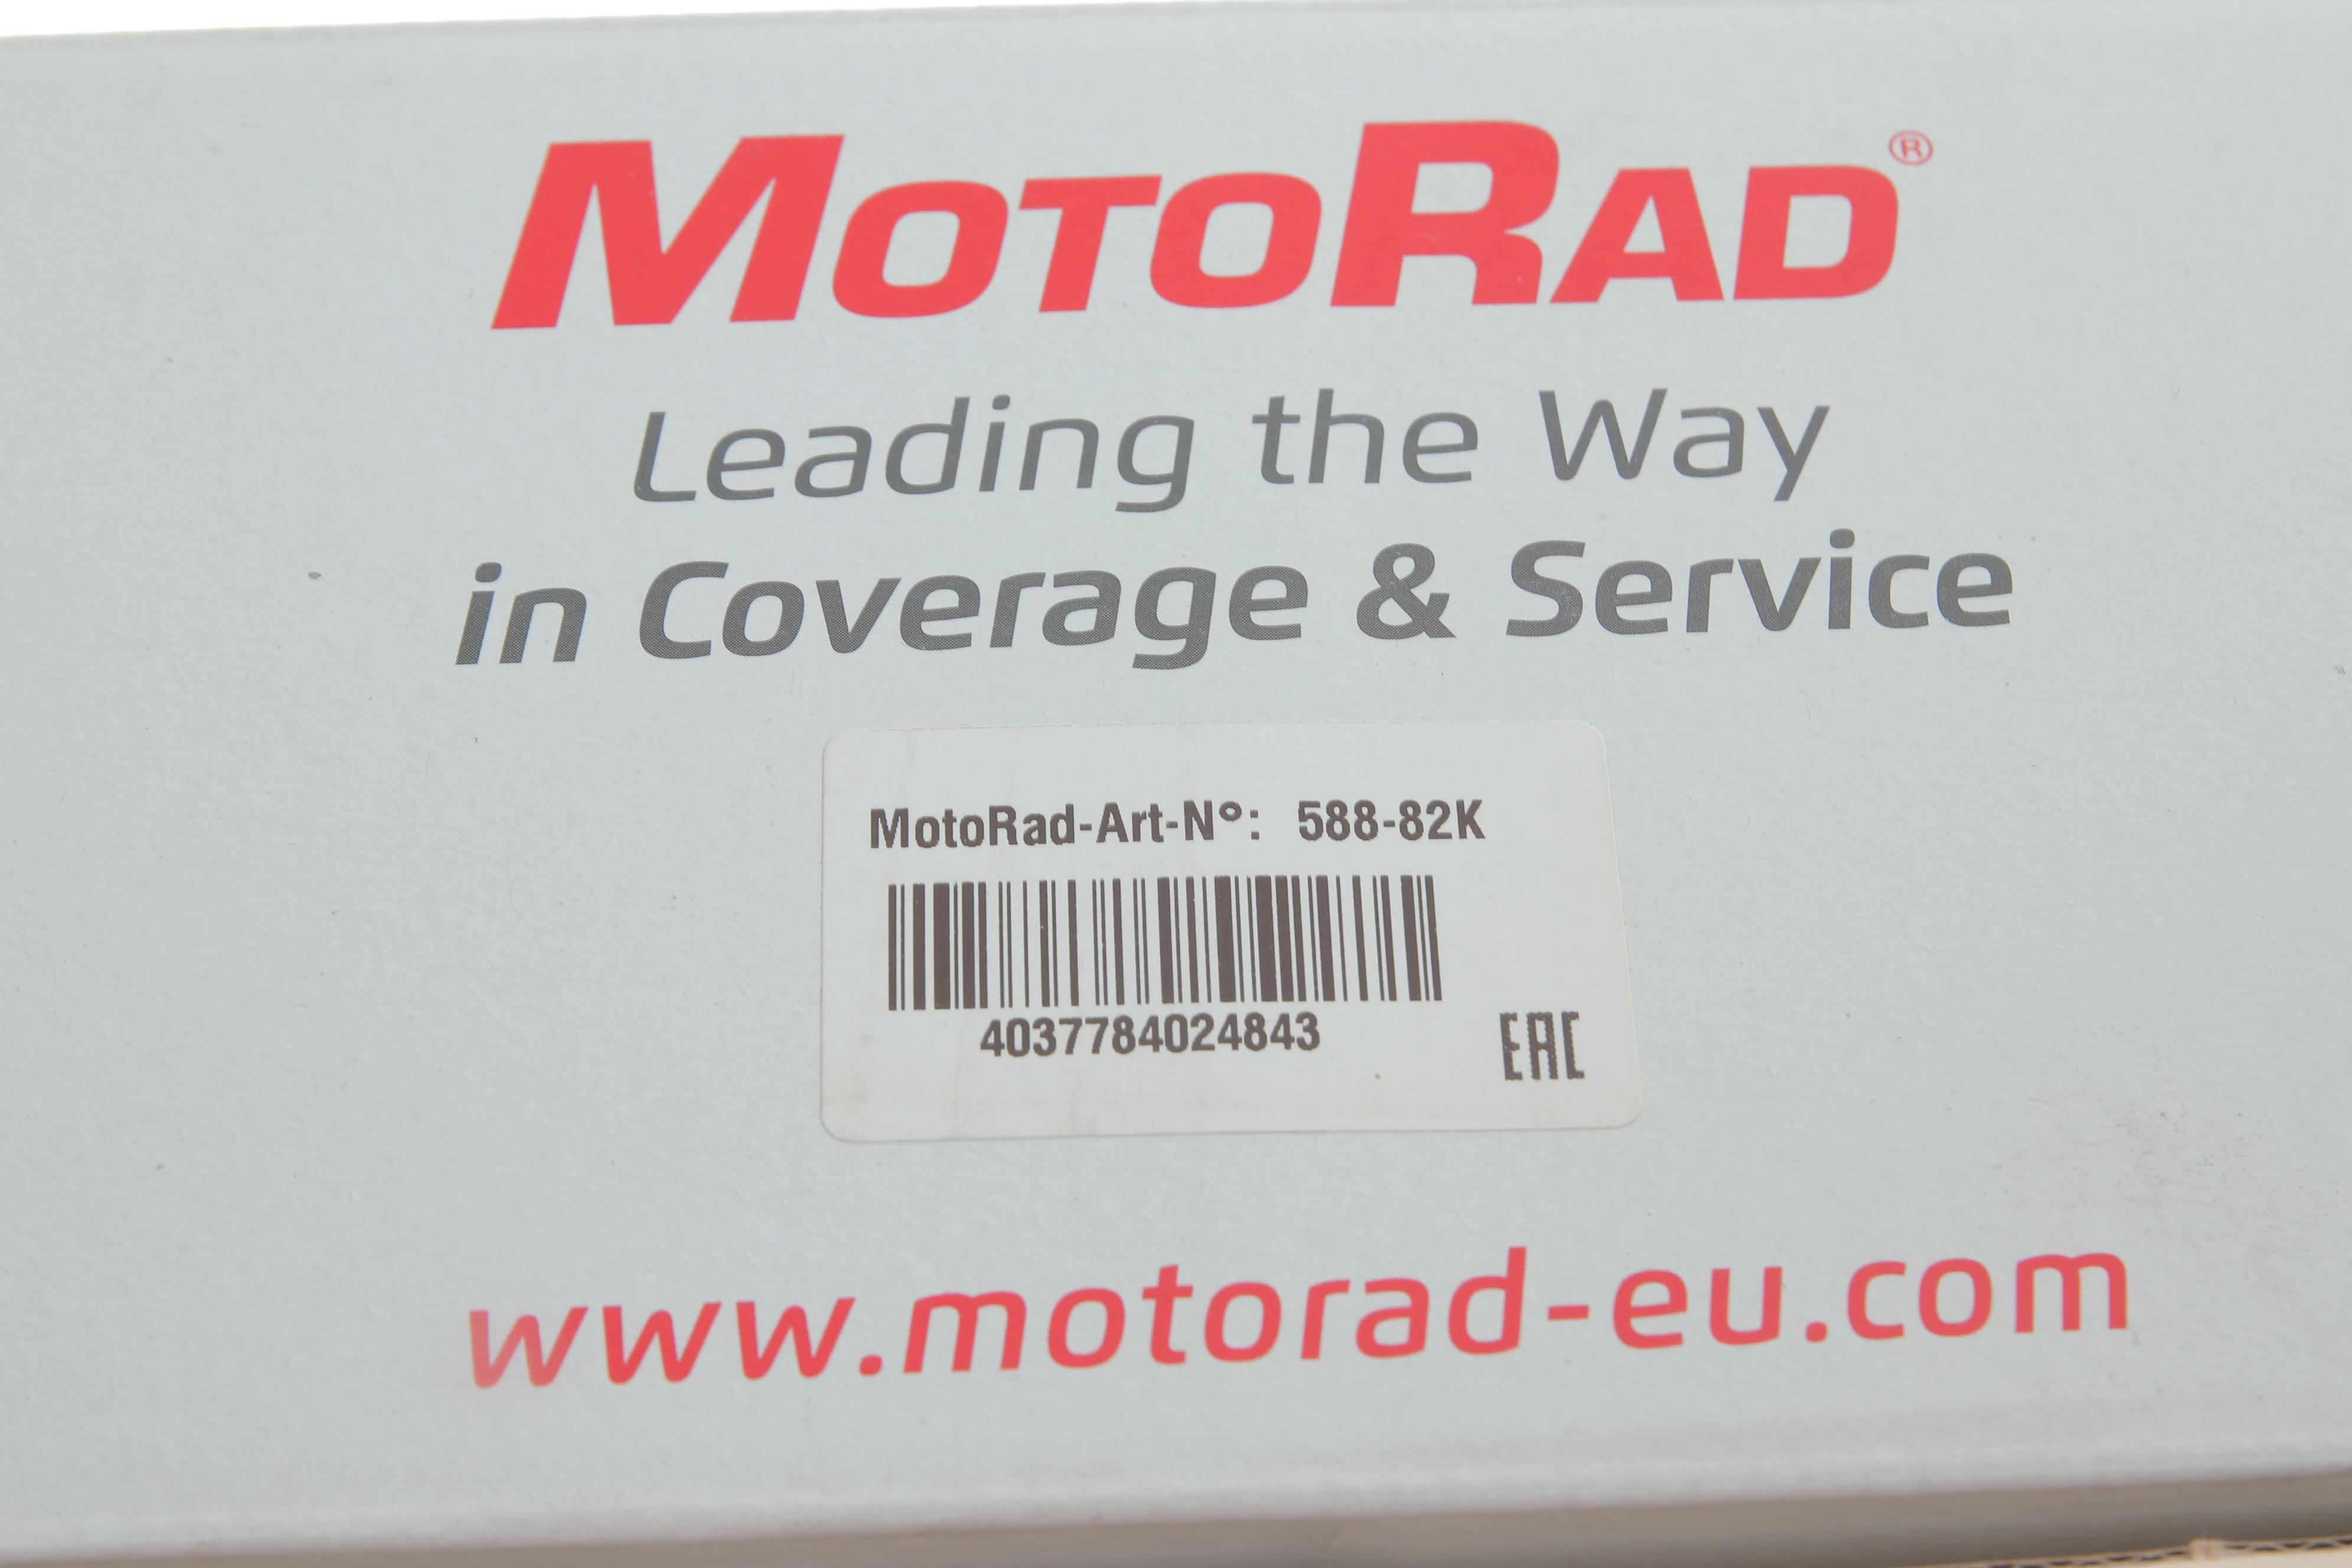 MOTORAD®
Leading the Way
in Coverage & Service
MotoRad-Art-N°: 588-82K
4037784024843
EAC
www.motorad-eu.com